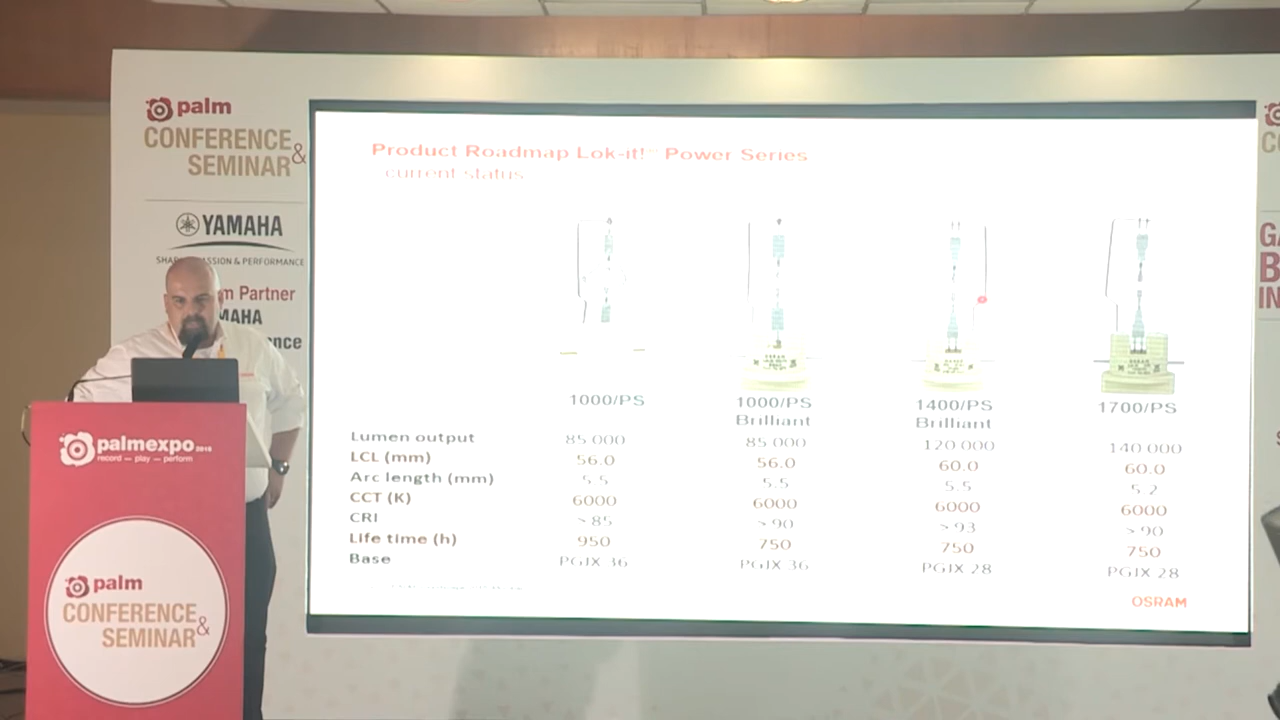 palm
CONFERENCE &
SEMINAR
YAMAHA
PASSION & PERFORMANCE
Partner
palmexpo
record — play — perform
palm
CONFERENCE &
SEMINAR
Product Roadmap Lok-it!™ Power Series
current status
1000/PS
1000/PS
Brilliant
1400/PS
Brilliant
1700/PS
Lumen output 85 000 85 000 120 000 140 000
LCL (mm) 56.0 56.0 60.0 60.0
Arc length (mm) 5.5 5.5 5.5 5.2
CCT (K) 6000 6000 6000 6000
CRI >85 >90 >93 >90
Life time (h) 950 750 750 750
Base PGJX 36 PGJX 36 PGJX 28 PGJX 28
OSRAM